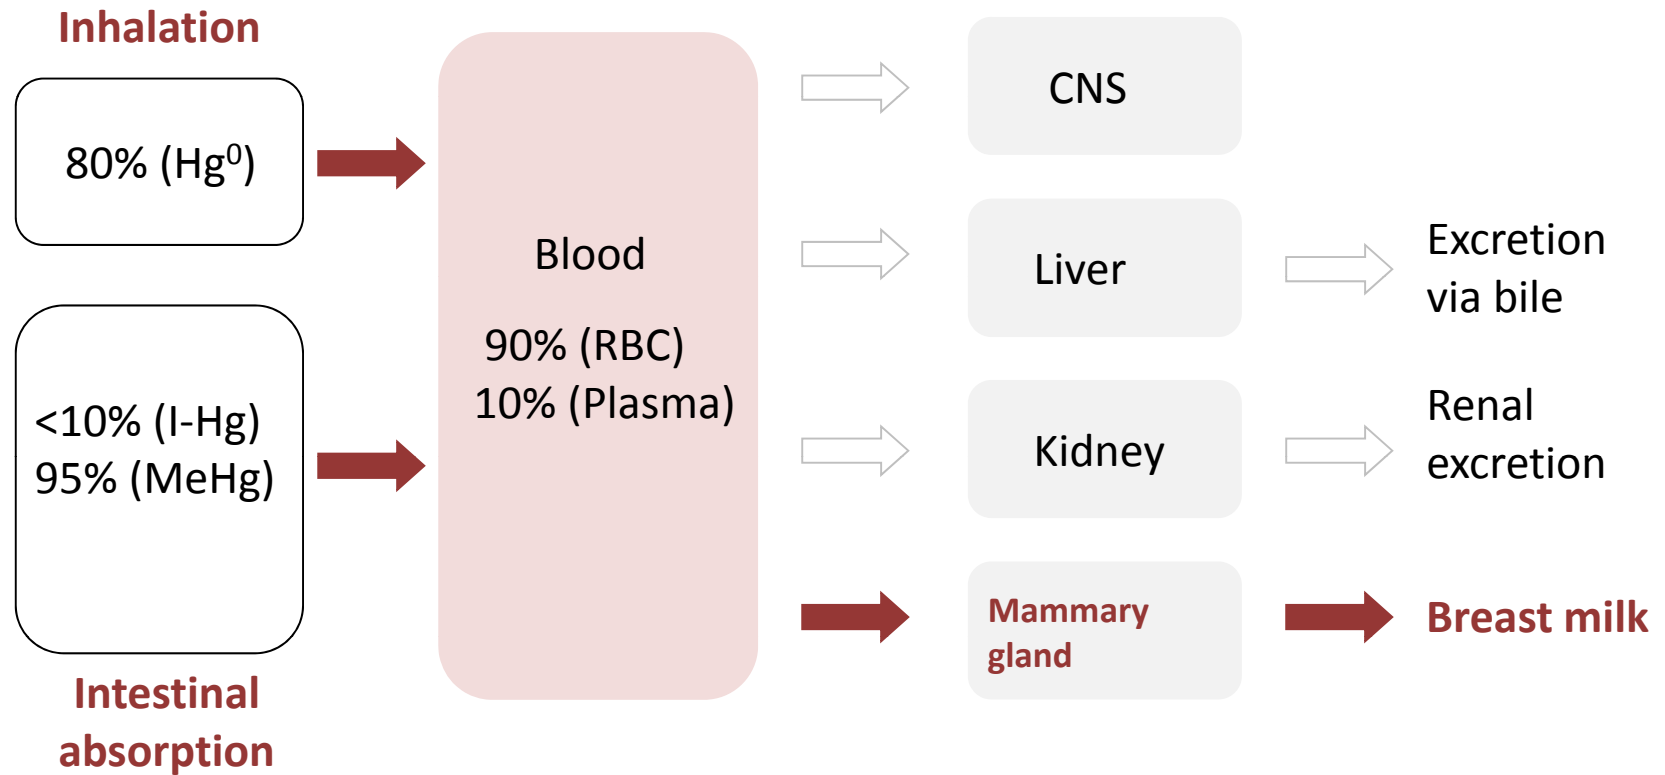 Inhalation
80% (Hg⁰)
<10% (I-Hg)
95% (MeHg)
Intestinal
absorption
Blood
90% (RBC)
10% (Plasma)
CNS
Liver
Excretion
via bile
Kidney
Renal
excretion
Mammary
gland
Breast milk